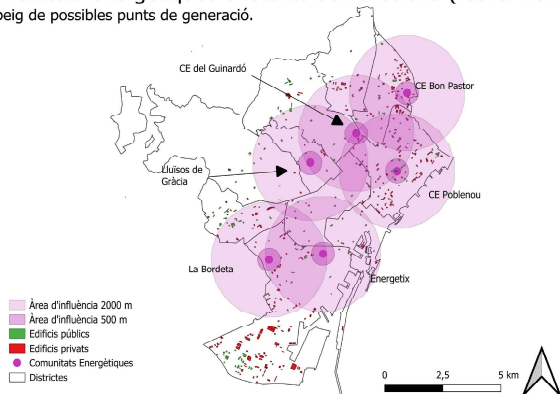 peig de possibles punts de generació.
CE del Guinardó
CE Bon Pastor
Lluïsos de
Gràcia
CE Poblenou
La Bordeta
Energetix
Àrea d'influència 2000 m
Àrea d'influència 500 m
Edificis públics
Edificis privats
Comunitats Energètiques
Districtes
0 2,5 5 km